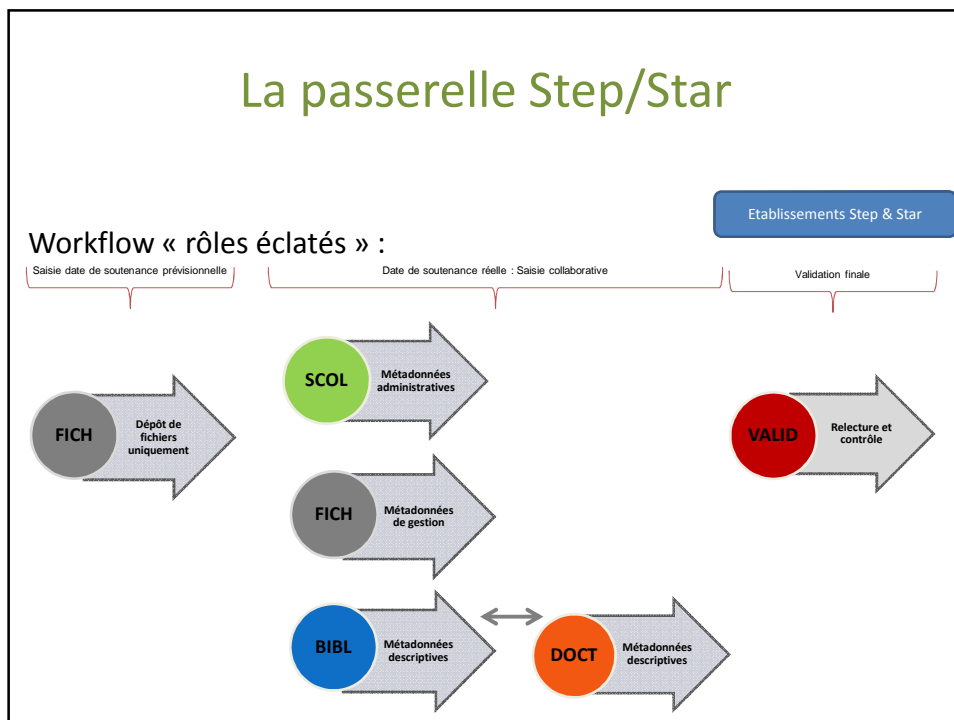 La passerelle Step/Star
Etablissements Step & Star
Workflow « rôles éclatés » :
Saisie date de soutenance prévisionnelle
Date de soutenance réelle : Saisie collaborative
Validation finale
SCOL
Métadonnées
administratives
FICH
Dépôt de
fichiers
uniquement
VALID
Relecture et
contrôle
FICH
Métadonnées
de gestion
BIBL
Métadonnées
descriptives
DOCT
Métadonnées
descriptives